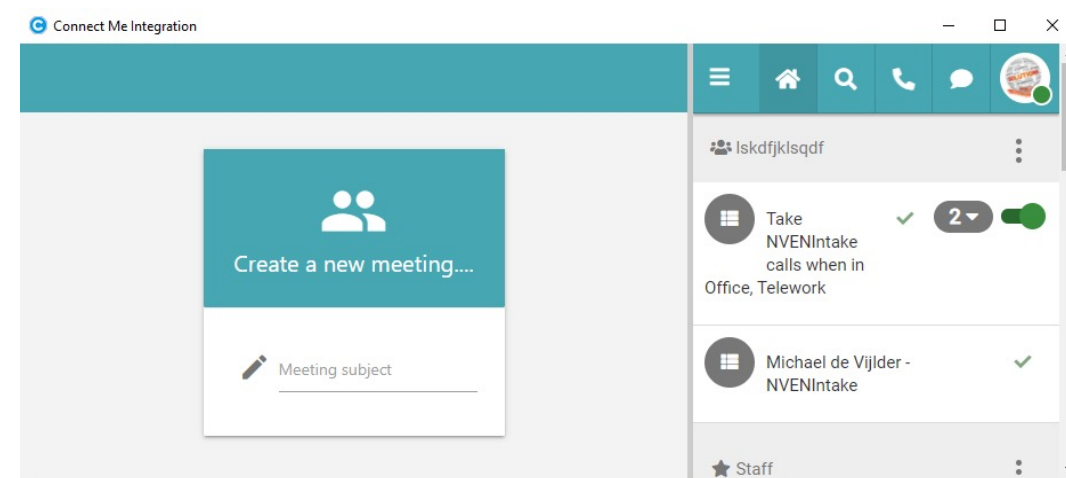 Connect Me Integration
Create a new meeting....
Meeting subject
lskdfjklsqdf
Take
NVENIntake
calls when in
Office, Telework
2
Michael de Vijlder -
NVENIntake
Staff